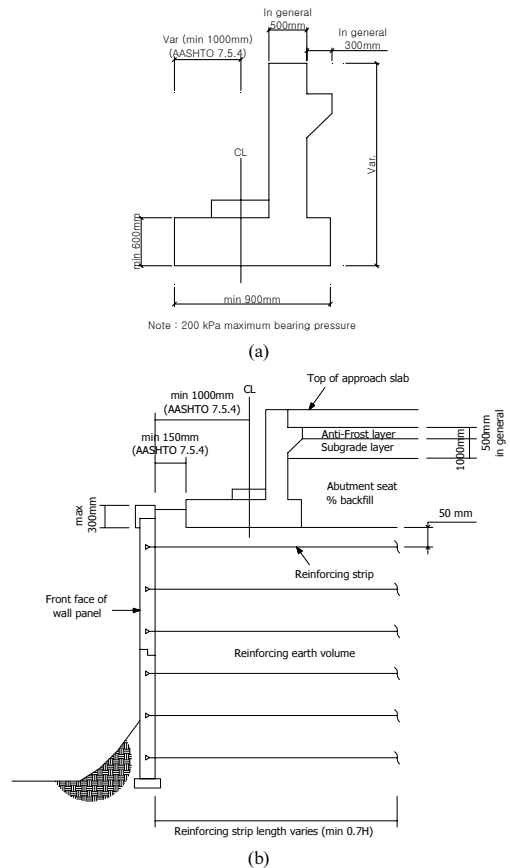 In general
500mm
In general
300mm
Var (min 1000mm)
(AASHTO 7.5.4)
CL
Var.
min 600mm
min 900mm
Note : 200 kPa maximum bearing pressure
(a)
CL
Top of approach slab
min 1000mm
(AASHTO 7.5.4)
min 150mm
(AASHTO 7.5.4)
Anti-Frost layer
Subgrade layer
1000mm
500mm
in general
Abutment seat
% backfill
max
300mm
50 mm
Reinforcing strip
Front face of
wall panel
Reinforcing earth volume
Reinforcing strip length varies (min 0.7H)
(b)